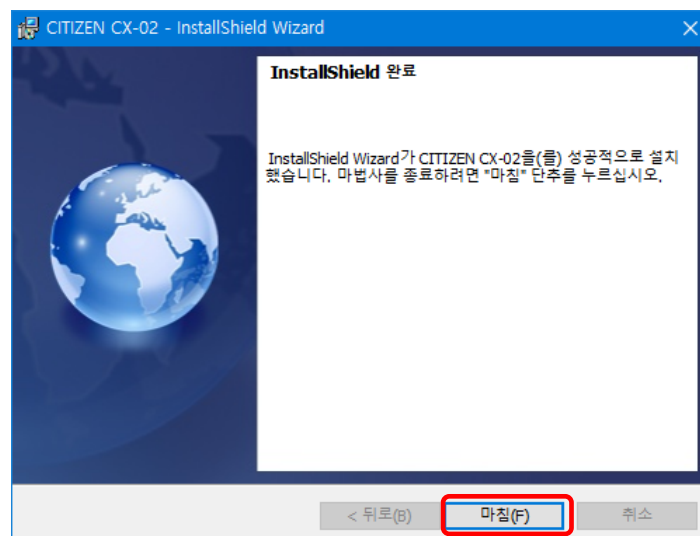 CITIZEN CX-02 - InstallShield Wizard
InstallShield 완료
InstallShield Wizard가 CITIZEN CX-02을(를) 성공적으로 설치
했습니다. 마법사를 종료하려면 "마침" 단추를 누르십시오.
< 뒤로(B) 마침(F) 취소